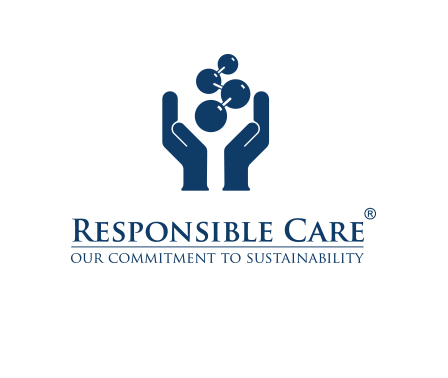 RESPONSIBLE CARE®
OUR COMMITMENT TO SUSTAINABILITY